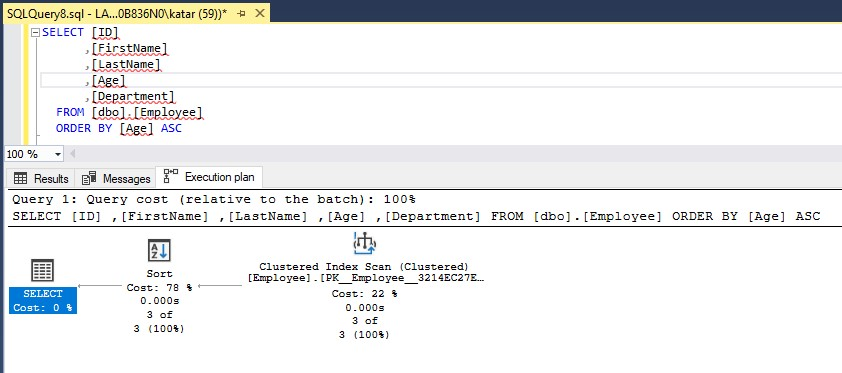 SQLQuery8.sql - LA...0B836N0\katar (59))*
SELECT [ID]
,[FirstName]
,[LastName]
,[Age]
,[Department]
FROM [dbo].[Employee]
ORDER BY [Age] ASC
100 %
Results Messages Execution plan
Query 1: Query cost (relative to the batch): 100%
SELECT [ID] ,[FirstName] ,[LastName] ,[Age] ,[Department] FROM [dbo].[Employee] ORDER BY [Age] ASC
SELECT
Cost: 0 %
Sort
Cost: 78 %
0.000s
3 of
3 (100%)
Clustered Index Scan (Clustered)
[Employee].[PK__Employee__3214EC27E…
Cost: 22 %
0.000s
3 of
3 (100%)